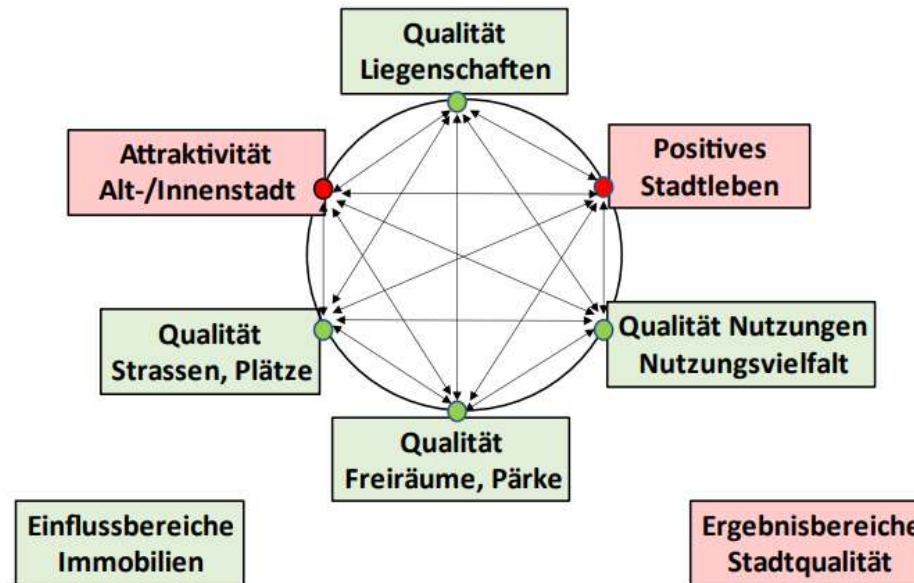 Qualität
Liegenschaften
Attraktivität
Alt-/Innenstadt
Positives
Stadtleben
Qualität
Strassen, Plätze
Qualität Nutzungen
Nutzungsvielfalt
Qualität
Freiräume, Pärke
Einflussbereiche
Immobilien
Ergebnisbereiche
Stadtqualität